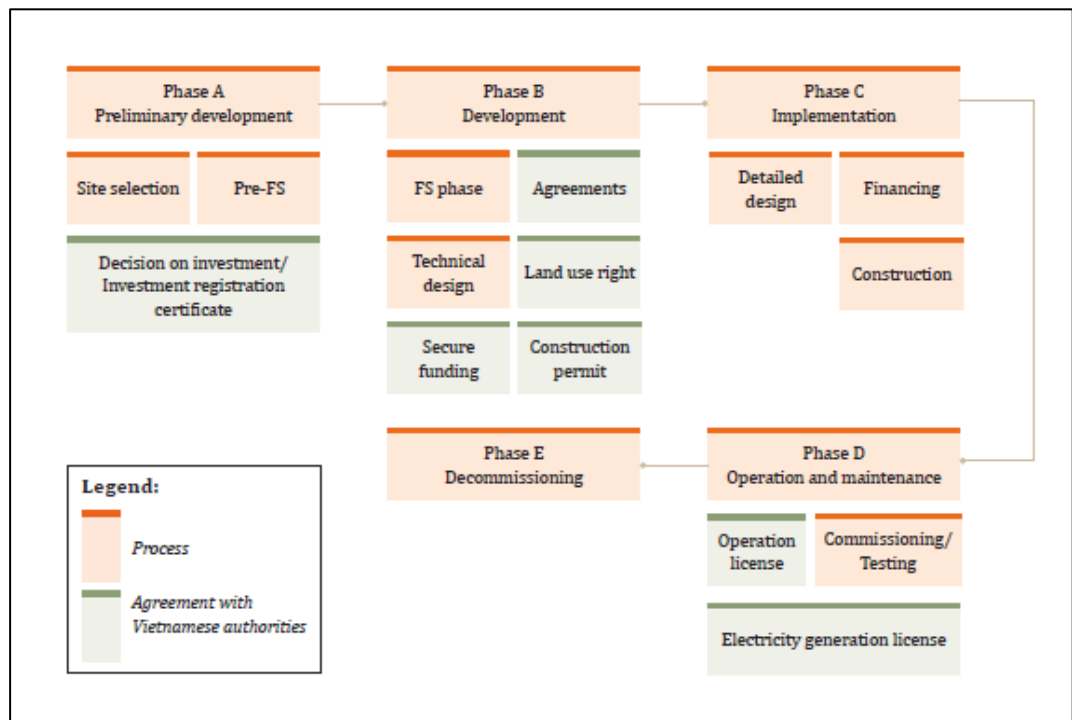 Phase A
Preliminary development
Phase B
Development
Phase C
Implementation
Site selection
Pre-FS
Decision on investment/
Investment registration
certificate
FS phase
Agreements
Technical
design
Land use right
Secure
funding
Construction
permit
Detailed
design
Financing
Construction
Phase E
Decommissioning
Phase D
Operation and maintenance
Operation
license
Commissioning/
Testing
Electricity generation license
Legend:
Process
Agreement with
Vietnamese authorities